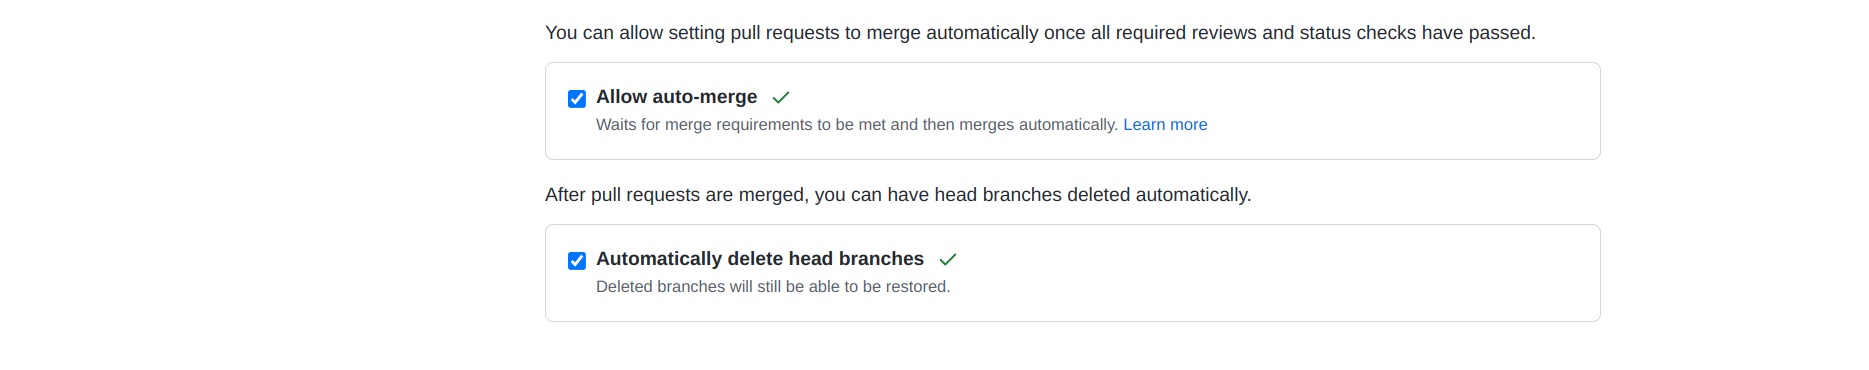 You can allow setting pull requests to merge automatically once all required reviews and status checks have passed.
Allow auto-merge
Waits for merge requirements to be met and then merges automatically. Learn more
After pull requests are merged, you can have head branches deleted automatically.
Automatically delete head branches
Deleted branches will still be able to be restored.